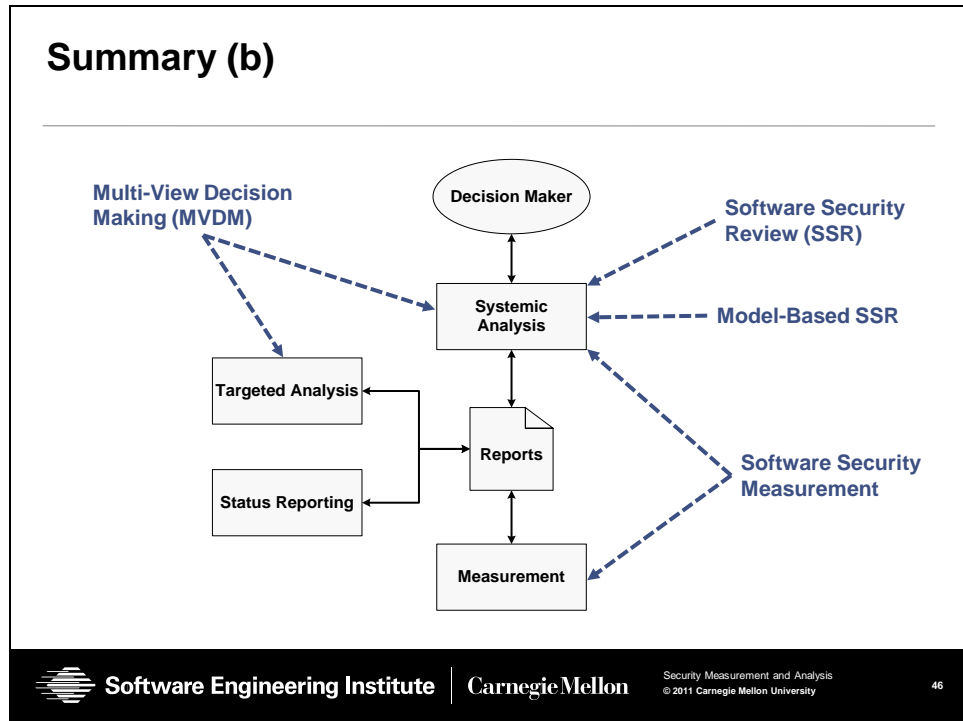 Summary (b)
Multi-View Decision
Making (MVDM)
Decision Maker
Software Security
Review (SSR)
Systemic
Analysis
Model-Based SSR
Targeted Analysis
Reports
Status Reporting
Software Security
Measurement
Measurement
Software Engineering Institute
Carnegie Mellon
Security Measurement and Analysis
© 2011 Carnegie Mellon University
46